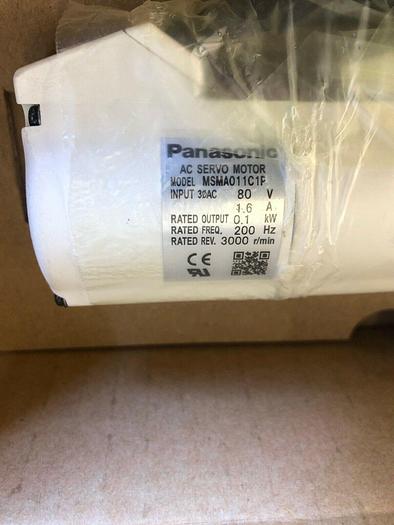 Panasonic
AC SERVO MOTOR
MODEL MSMA011C1F
INPUT 3ØAC 80 V
1.6 A
RATED OUTPUT 0.1 kW
RATED FREQ. 200 Hz
RATED REV. 3000 r/min
CE